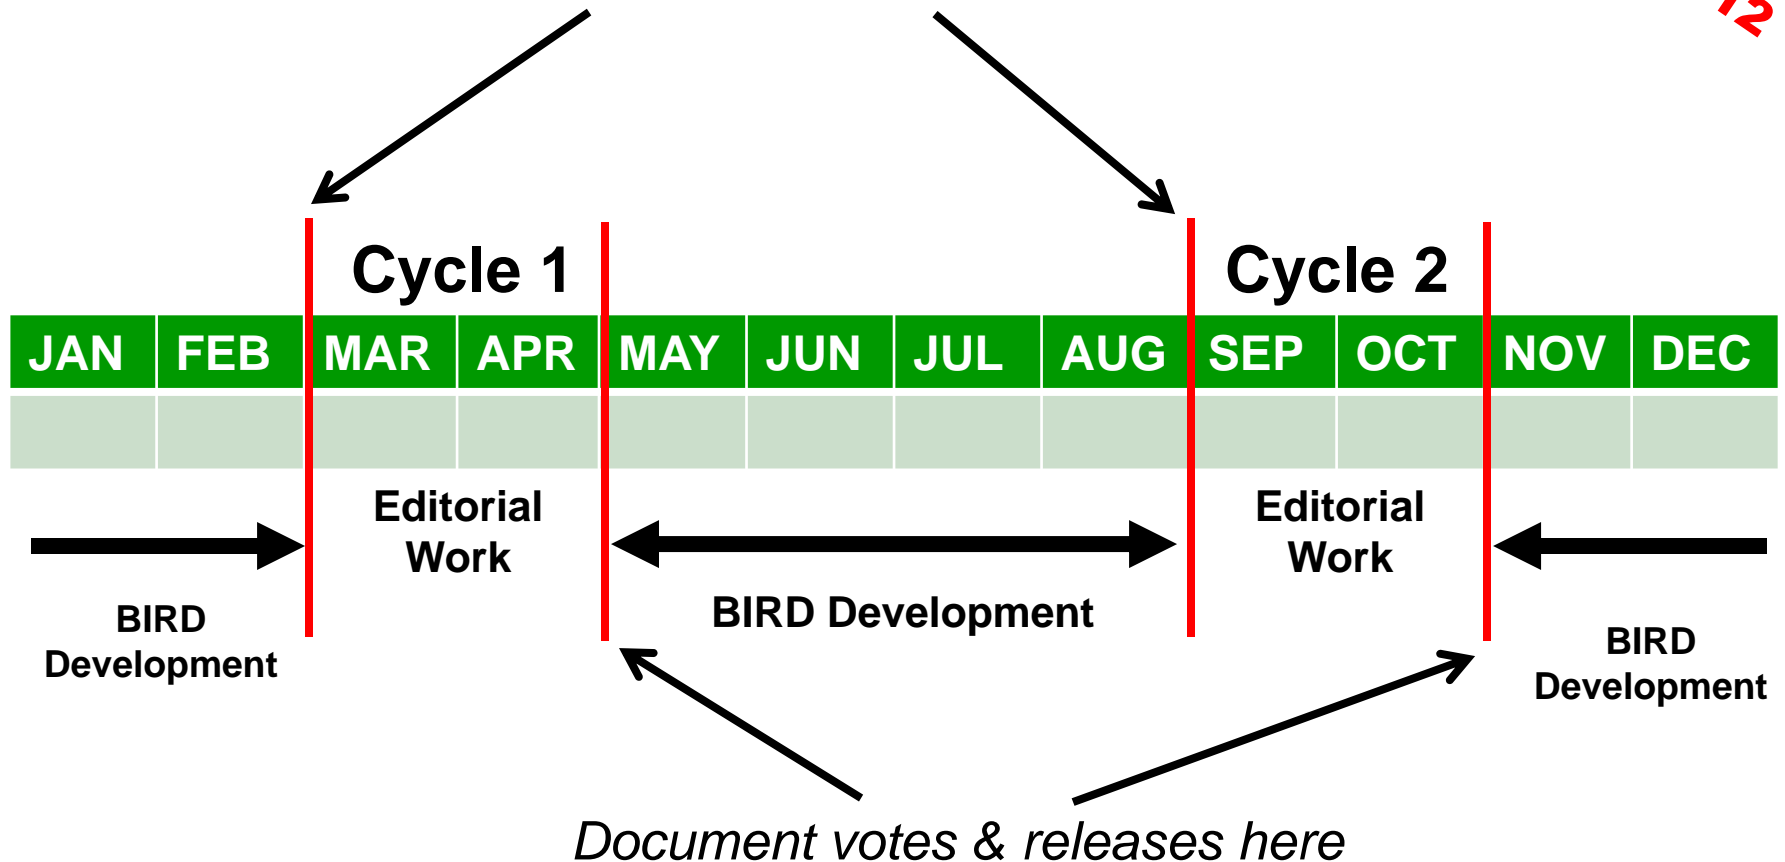 12
Cycle 1 Cycle 2
JAN FEB MAR APR MAY JUN JUL AUG SEP OCT NOV DEC
Editorial
Work
Editorial
Work
BIRD
Development
BIRD Development
BIRD
Development
Document votes & releases here